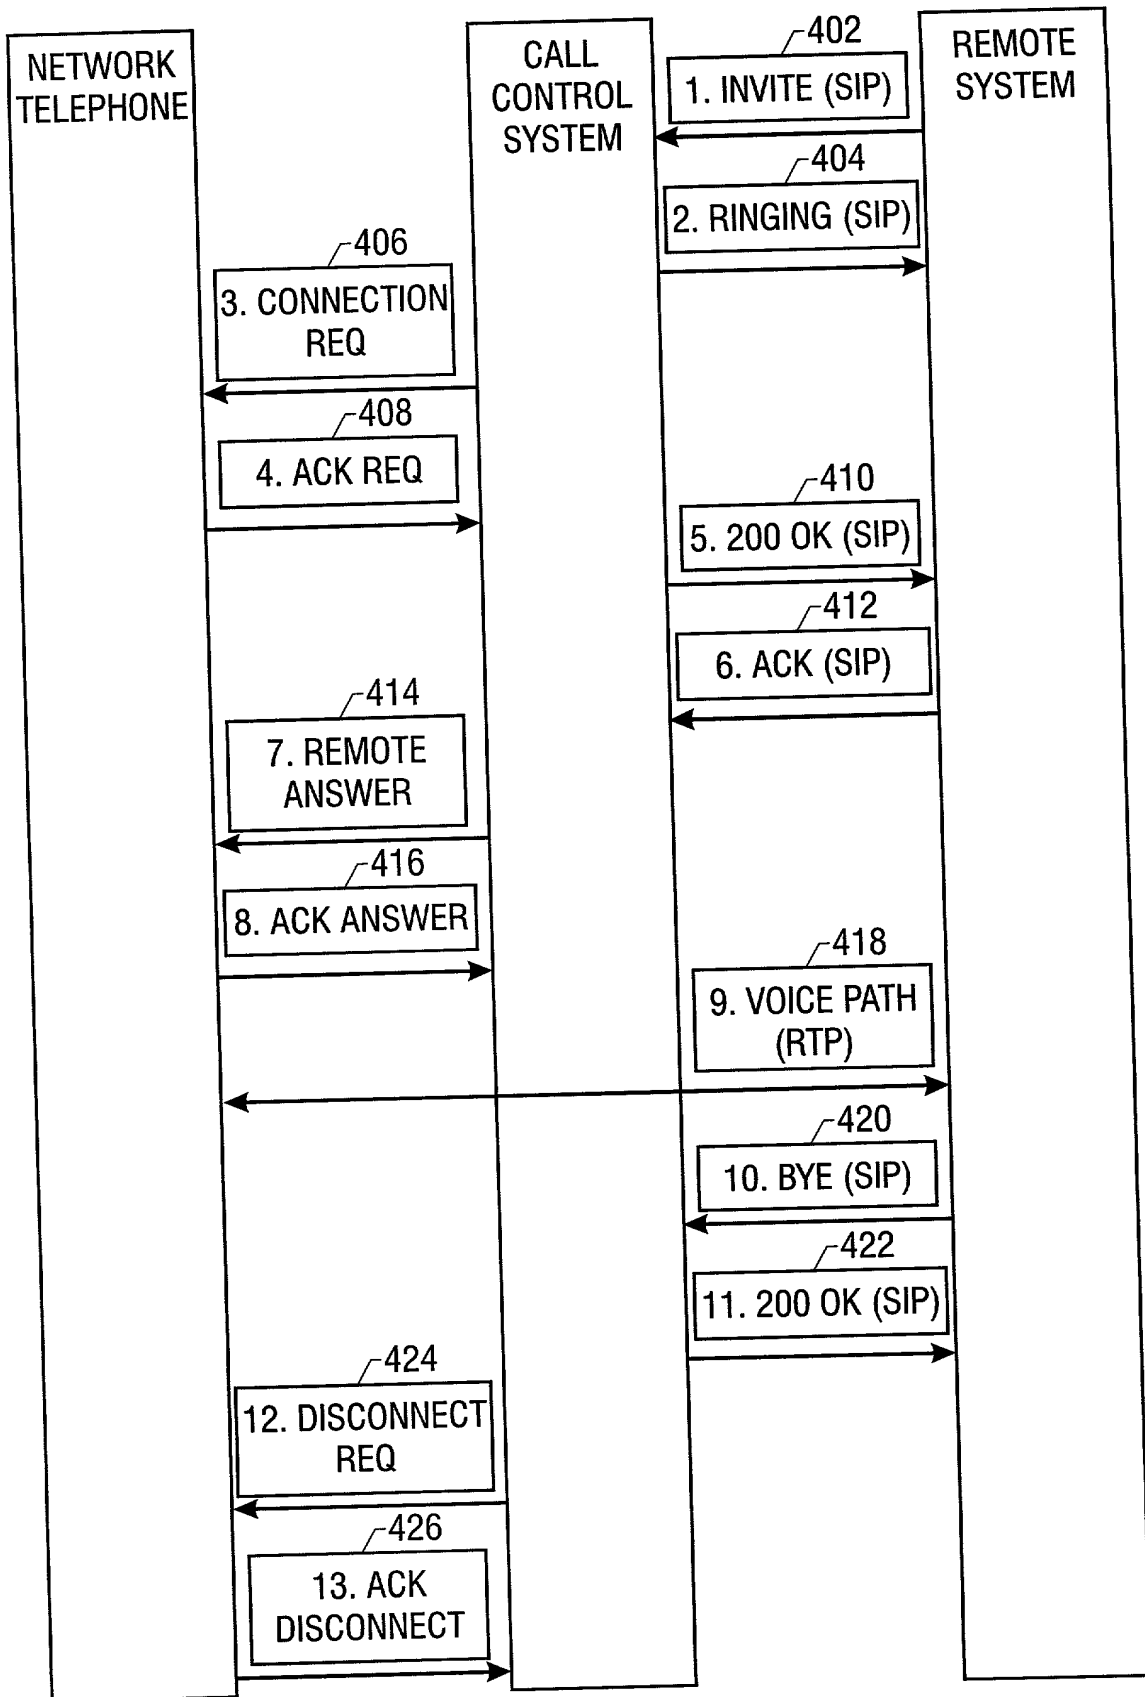 NETWORK
TELEPHONE
CALL
CONTROL
SYSTEM
REMOTE
SYSTEM
402
1. INVITE (SIP)
404
2. RINGING (SIP)
406
3. CONNECTION
REQ
408
4. ACK REQ
410
5. 200 OK (SIP)
412
6. ACK (SIP)
414
7. REMOTE
ANSWER
416
8. ACK ANSWER
418
9. VOICE PATH
(RTP)
420
10. BYE (SIP)
422
11. 200 OK (SIP)
424
12. DISCONNECT
REQ
426
13. ACK
DISCONNECT